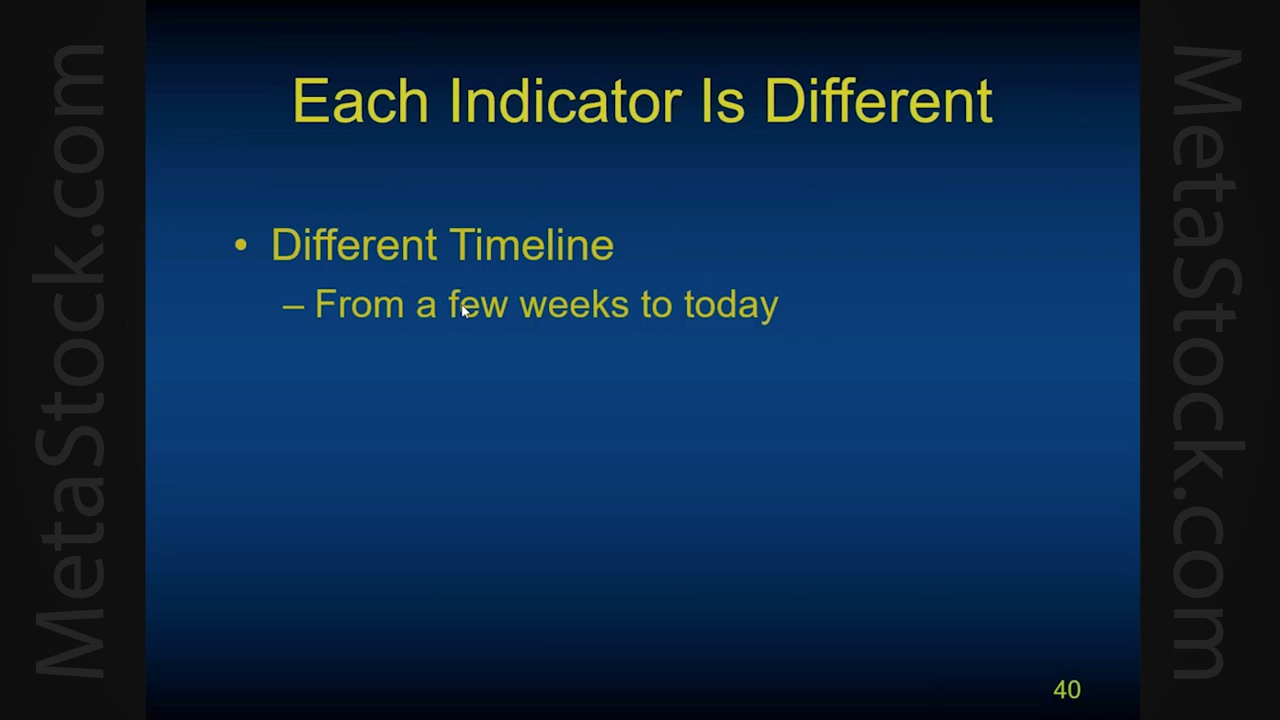 MetaStock.com
Each Indicator Is Different
• Different Timeline
– From a few weeks to today
40
MetaStock.com